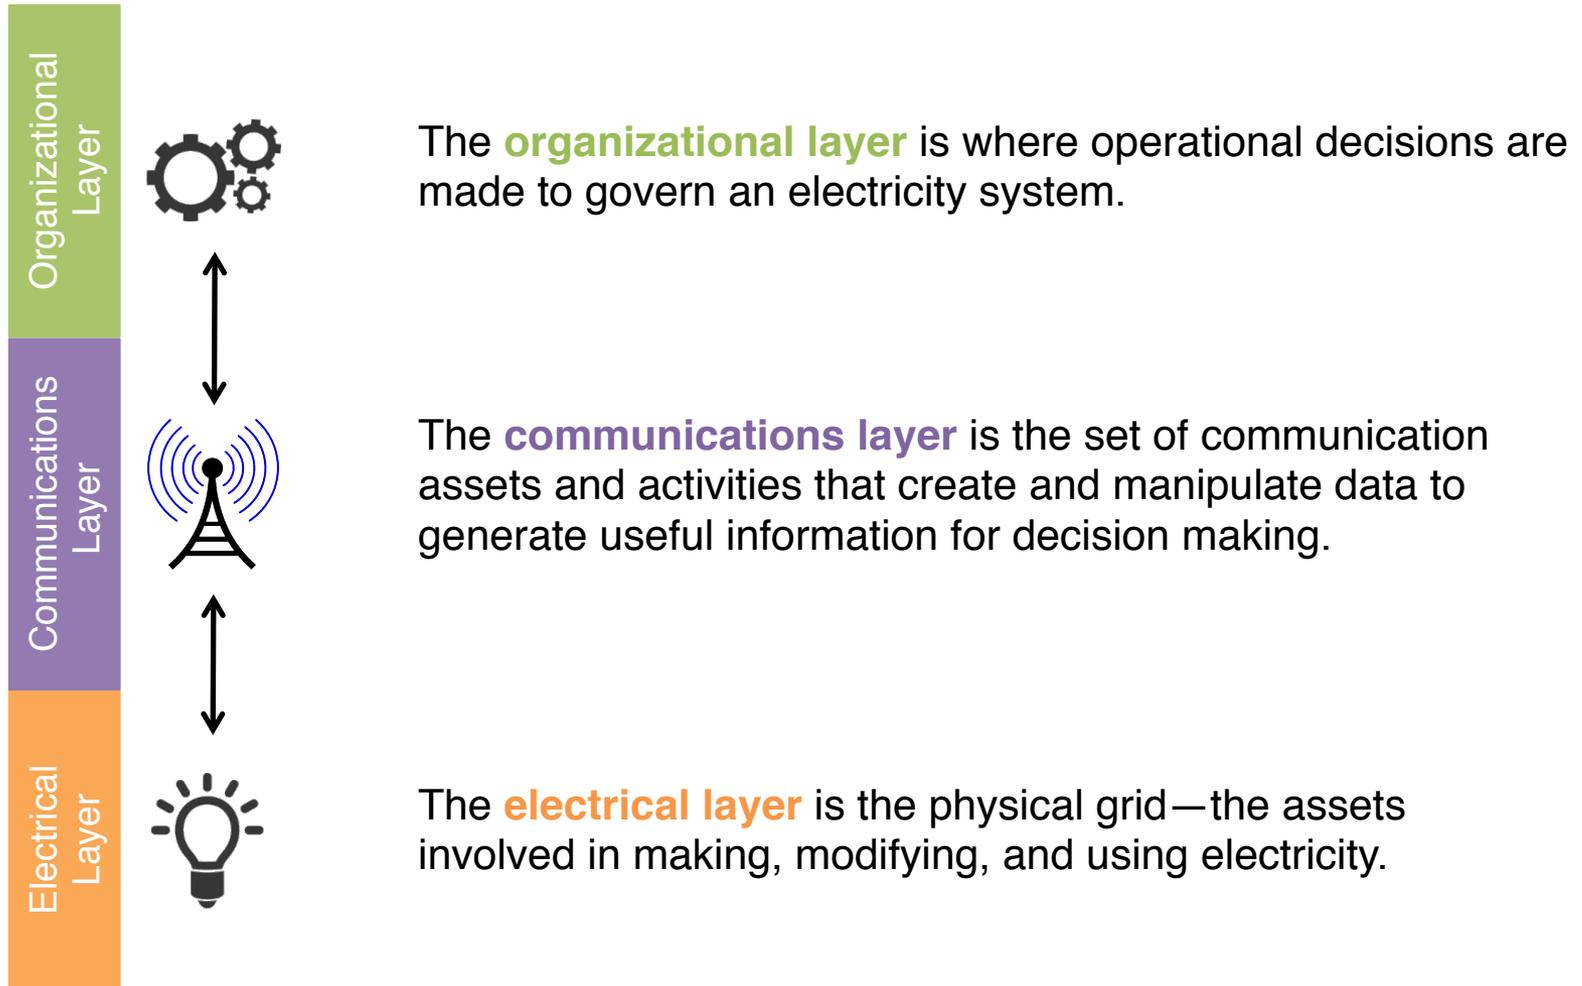 Organizational
Layer
The organizational layer is where operational decisions are
made to govern an electricity system.
Communications
Layer
The communications layer is the set of communication
assets and activities that create and manipulate data to
generate useful information for decision making.
Electrical
Layer
The electrical layer is the physical grid—the assets
involved in making, modifying, and using electricity.